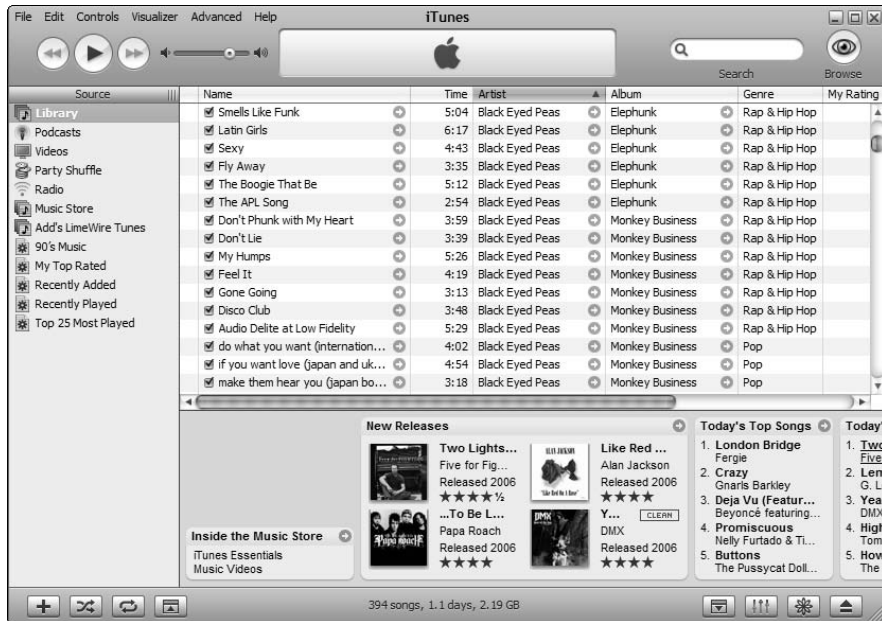 File Edit Controls Visualizer Advanced Help iTunes
Search Browse
Source Name Time Artist Album Genre My Rating
Library
Podcasts
Videos
Party Shuffle
Radio
Music Store
Add's LimeWire Tunes
90's Music
My Top Rated
Recently Added
Recently Played
Top 25 Most Played
Smells Like Funk 5:04 Black Eyed Peas Elephunk Rap & Hip Hop
Latin Girls 6:17 Black Eyed Peas Elephunk Rap & Hip Hop
Sexy 4:43 Black Eyed Peas Elephunk Rap & Hip Hop
Fly Away 3:35 Black Eyed Peas Elephunk Rap & Hip Hop
The Boogie That Be 5:12 Black Eyed Peas Elephunk Rap & Hip Hop
The APL Song 2:54 Black Eyed Peas Elephunk Rap & Hip Hop
Don't Phunk with My Heart 3:59 Black Eyed Peas Monkey Business Rap & Hip Hop
Don't Lie 3:39 Black Eyed Peas Monkey Business Rap & Hip Hop
My Humps 5:26 Black Eyed Peas Monkey Business Rap & Hip Hop
Feel It 4:19 Black Eyed Peas Monkey Business Rap & Hip Hop
Gone Going 3:13 Black Eyed Peas Monkey Business Rap & Hip Hop
Disco Club 3:48 Black Eyed Peas Monkey Business Rap & Hip Hop
Audio Delite at Low Fidelity 5:29 Black Eyed Peas Monkey Business Rap & Hip Hop
do what you want (internation... 4:02 Black Eyed Peas Monkey Business Pop
if you want love (japan and uk... 4:54 Black Eyed Peas Monkey Business Pop
make them hear you (japan bo... 3:18 Black Eyed Peas Monkey Business Pop
Inside the Music Store
iTunes Essentials
Music Videos
New Releases
Two Lights...
Five for Fig...
Released 2006
Like Red ...
Alan Jackson
Released 2006
...To Be L...
Papa Roach
Released 2006
Y... CLEAN
DMX
Released 2006
Today's Top Songs
1. London Bridge
Fergie
2. Crazy
Gnarls Barkley
3. Deja Vu (Featur...
Beyoncé featuring...
4. Promiscuous
Nelly Furtado & Ti...
5. Buttons
The Pussycat Doll...
Today'
1. Two
Five
2. Len
G. L
3. Yea
DMX
4. High
Tom
5. How
The
394 songs, 1.1 days, 2.19 GB